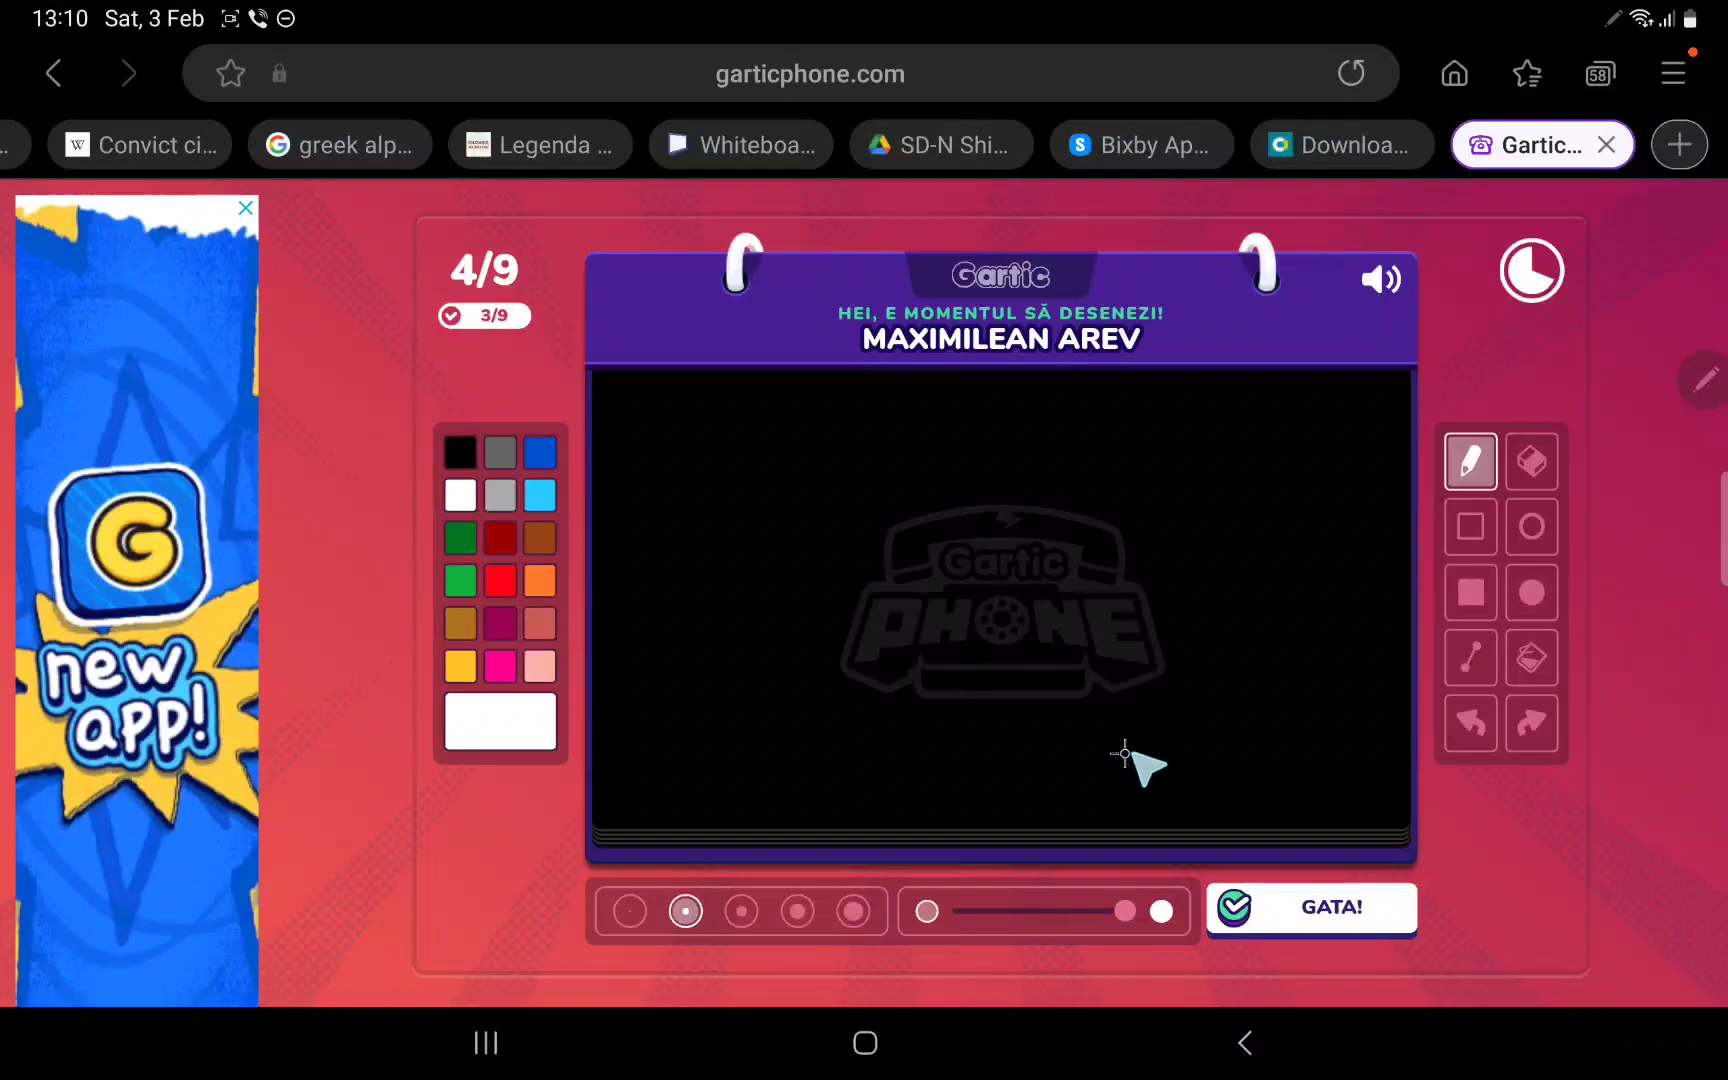 13:10 Sat, 3 Feb
garticphone.com
58
...
W Convict ci...
greek alp...
Legenda ...
Whiteboa...
SD-N Shi...
S Bixby Ap...
Downloa...
Gartic...
G
new
app!
4/9
3/9
Gartic
HEI, E MOMENTUL SĂ DESENEZI!
MAXIMILEAN AREV
Gartic
PHONE
GATA!